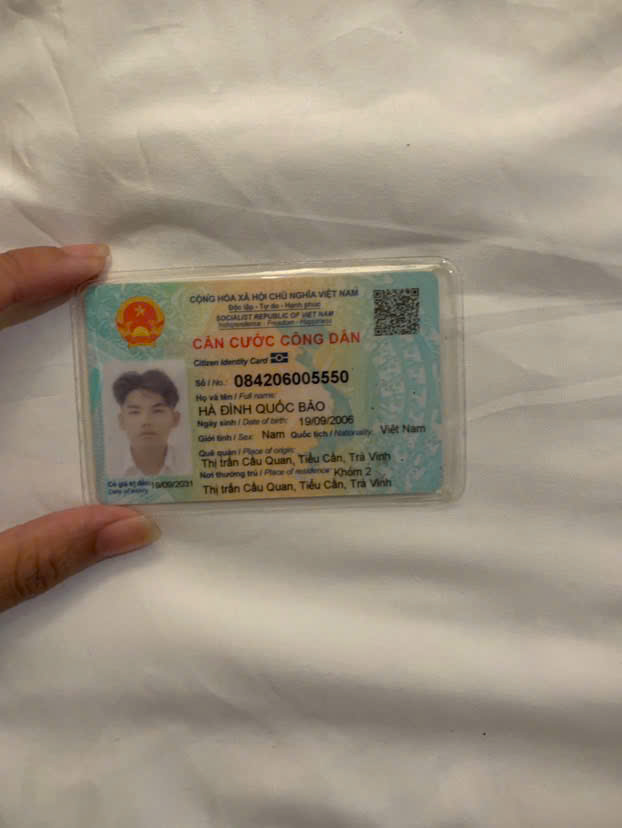 CỘNG HÒA XÃ HỘI CHỦ NGHĨA VIỆT NAM
Độc lập - Tự do - Hạnh phúc
SOCIALIST REPUBLIC OF VIET NAM
Independence - Freedom - Happiness
CĂN CƯỚC CÔNG DÂN
Citizen Identity Card
Số / No.: 084206005550
Họ và tên / Full name:
HÀ ĐÌNH QUỐC BẢO
Ngày sinh / Date of birth: 19/09/2006
Giới tính / Sex: Nam Quốc tịch / Nationality: Việt Nam
Quê quán / Place of origin:
Thị trấn Cầu Quan, Tiểu Cần, Trà Vinh
Nơi thường trú / Place of residence: Khóm 2
Thị trấn Cầu Quan, Tiểu Cần, Trà Vinh
Có giá trị đến: 19/09/2031
Date of expiry